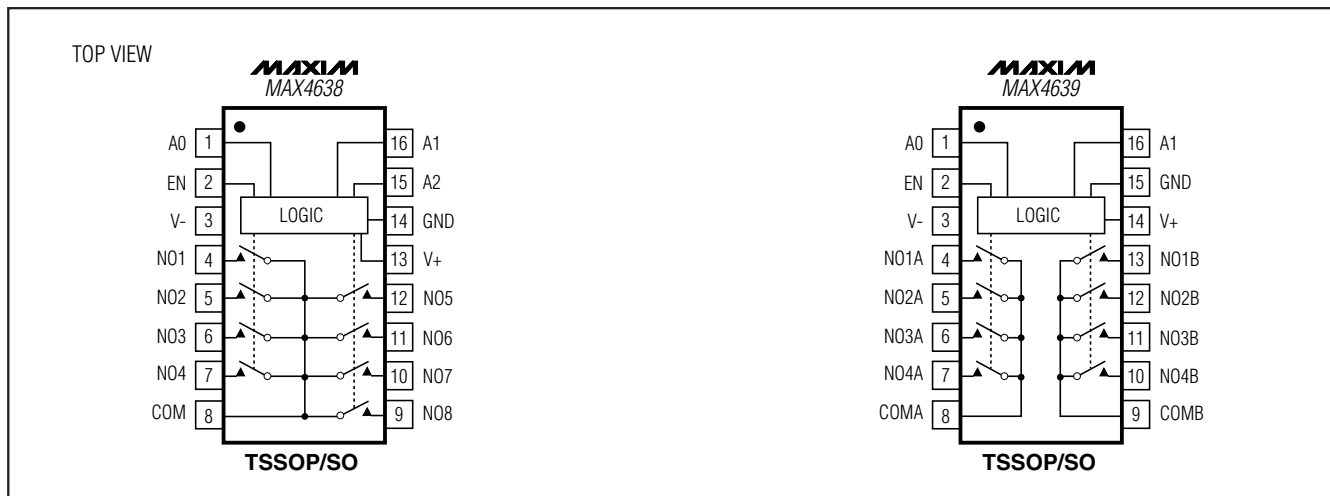 TOP VIEW
MAXIM
MAX4638
A0 1
16 A1
EN 2
15 A2
LOGIC
V- 3
14 GND
NO1 4
13 V+
NO2 5
12 NO5
NO3 6
11 NO6
NO4 7
10 NO7
COM 8
9 NO8
TSSOP/SO
MAXIM
MAX4639
A0 1
16 A1
EN 2
15 GND
LOGIC
V- 3
14 V+
NO1A 4
13 NO1B
NO2A 5
12 NO2B
NO3A 6
11 NO3B
NO4A 7
10 NO4B
COMA 8
9 COMB
TSSOP/SO